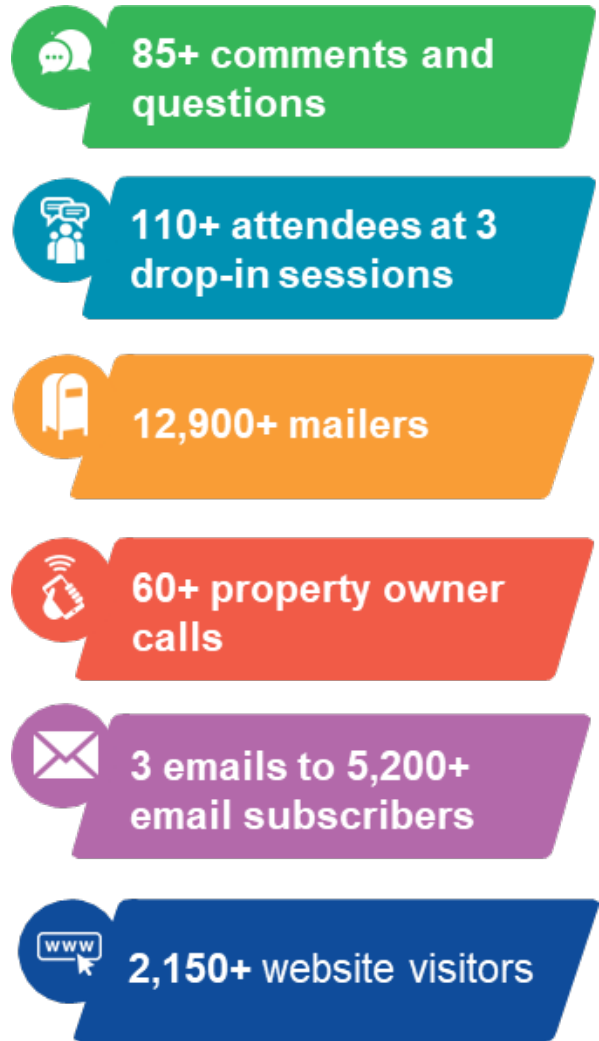 85+ comments and
questions
110+ attendees at 3
drop-in sessions
12,900+ mailers
60+ property owner
calls
3 emails to 5,200+
email subscribers
www
2,150+ website visitors